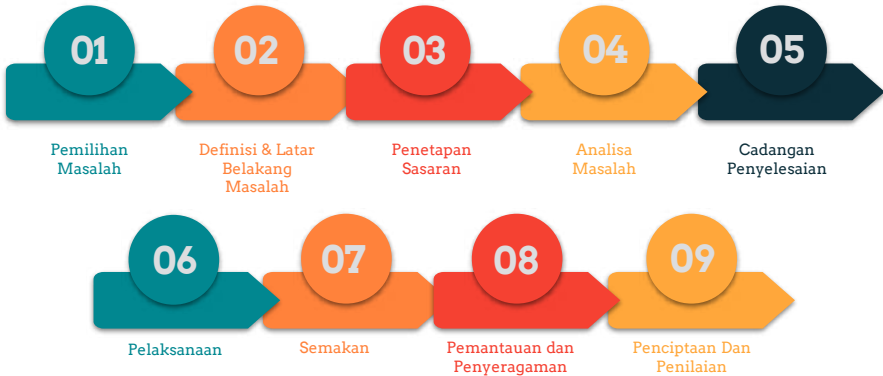 01
02
03
04
05
Pemilihan
Masalah
Definisi & Latar
Belakang
Masalah
Penetapan
Sasaran
Analisa
Masalah
Cadangan
Penyelesaian
06
07
08
09
Pelaksanaan
Semakan
Pemantauan dan
Penyeragaman
Penciptaan Dan
Penilaian